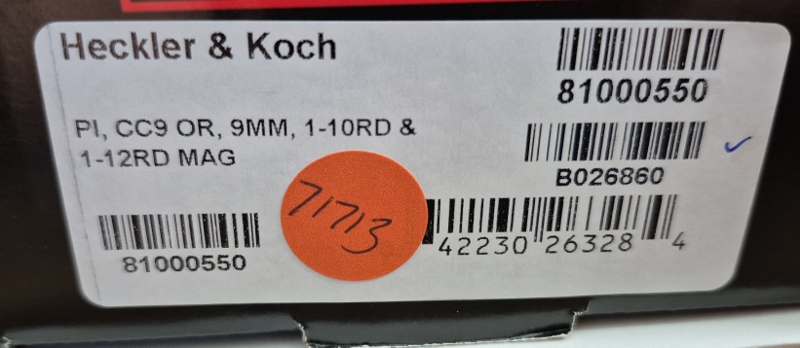 Heckler & Koch
81000550
PI, CC9 OR, 9MM, 1-10RD &
1-12RD MAG
B026860
71713
42230 26328 4
81000550